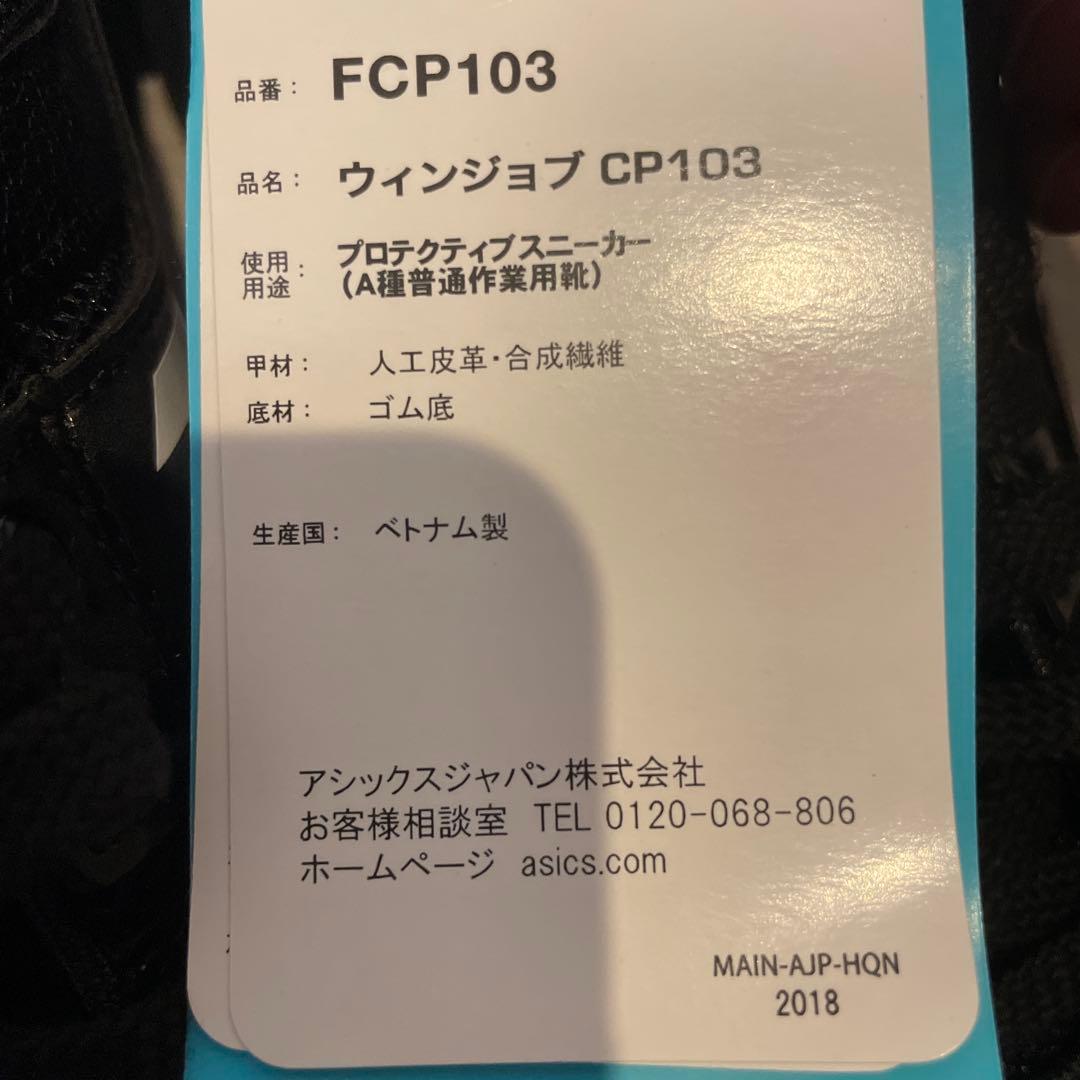 品番： FCP103
品名： ウィンジョブ CP103
使用用途： プロテクティブスニーカー
（A種普通作業用靴）
甲材： 人工皮革・合成繊維
底材： ゴム底
生産国： ベトナム製
アシックスジャパン株式会社
お客様相談室 TEL 0120-068-806
ホームページ asics.com
MAIN-AJP-HQN
2018